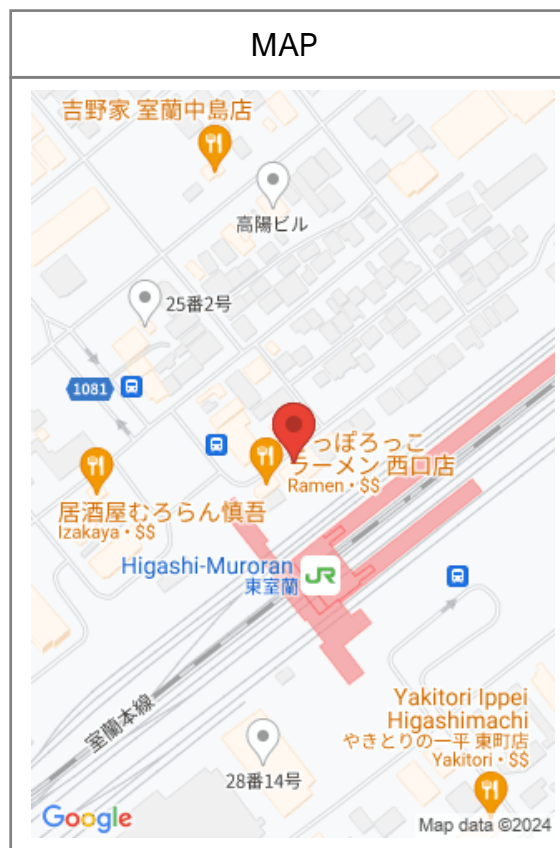 MAP
吉野家 室蘭中島店
高陽ビル
25番2号
1081
っぽろっこ
ラーメン 西口店
Ramen・$$
居酒屋むろらん慎吾
Izakaya・$$
Higashi-Muroran
東室蘭
JR
室蘭本線
Yakitori Ippei
Higashimachi
やきとりの一平 東町店
Yakitori・$$
28番14号
Google
Map data ©2024